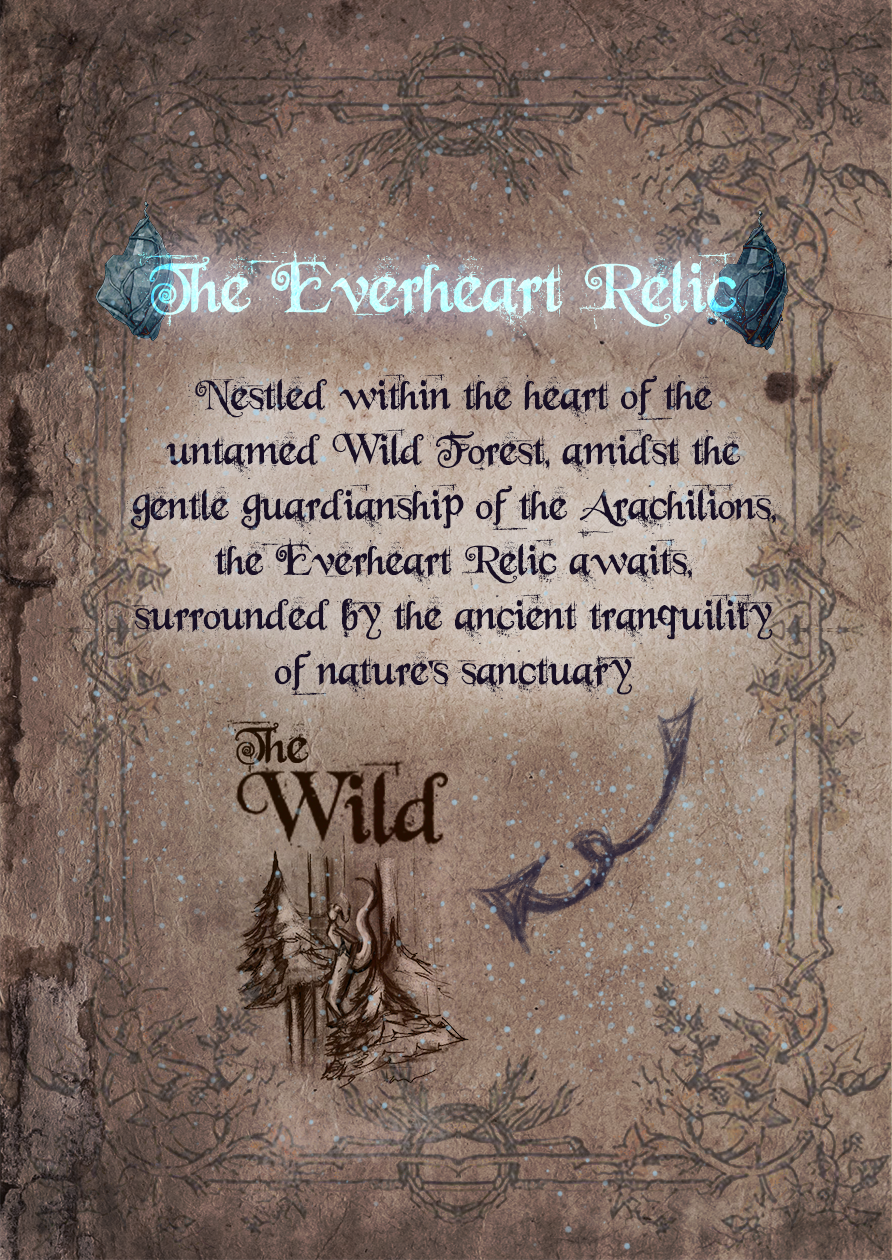 The Everheart Relic
Nestled within the heart of the
untamed Wild Forest, amidst the
gentle guardianship of the Arachilions,
the Everheart Relic awaits,
surrounded by the ancient tranquility
of nature's sanctuary
The
Wild